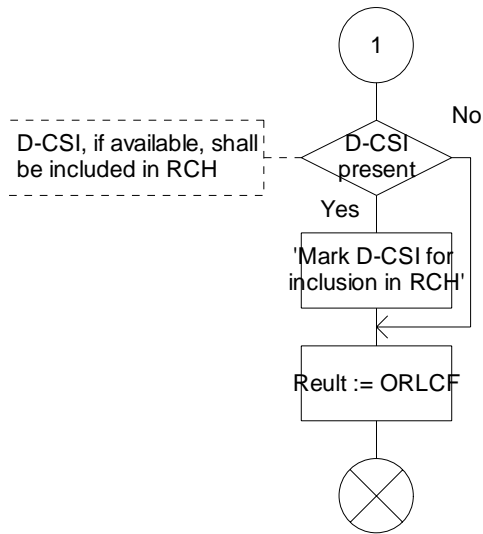 1
No
D-CSI, if available, shall
be included in RCH
D-CSI
present
Yes
'Mark D-CSI for
inclusion in RCH'
Reult := ORLCF